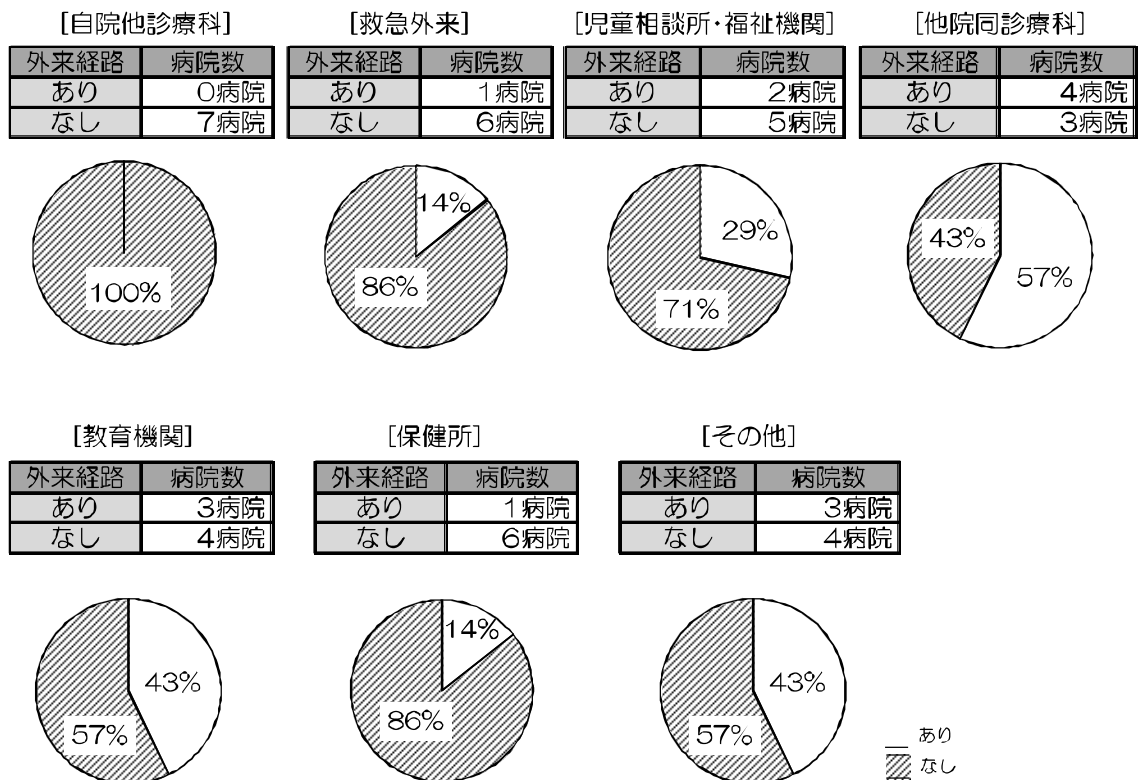 [自院他診療科]
外来経路 病院数
あり 0病院
なし 7病院
100%
[救急外来]
外来経路 病院数
あり 1病院
なし 6病院
14%
86%
[児童相談所・福祉機関]
外来経路 病院数
あり 2病院
なし 5病院
29%
71%
[他院同診療科]
外来経路 病院数
あり 4病院
なし 3病院
43%
57%
[教育機関]
外来経路 病院数
あり 3病院
なし 4病院
43%
57%
[保健所]
外来経路 病院数
あり 1病院
なし 6病院
14%
86%
[その他]
外来経路 病院数
あり 3病院
なし 4病院
43%
57%
あり
なし